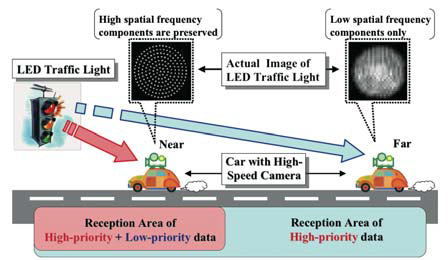 High spatial frequency
components are preserved
Low spatial frequency
components only
LED Traffic Light
Actual Image of
LED Traffic Light
Near
Far
Car with High-
Speed Camera
Reception Area of
High-priority + Low-priority data
Reception Area of
High-priority data